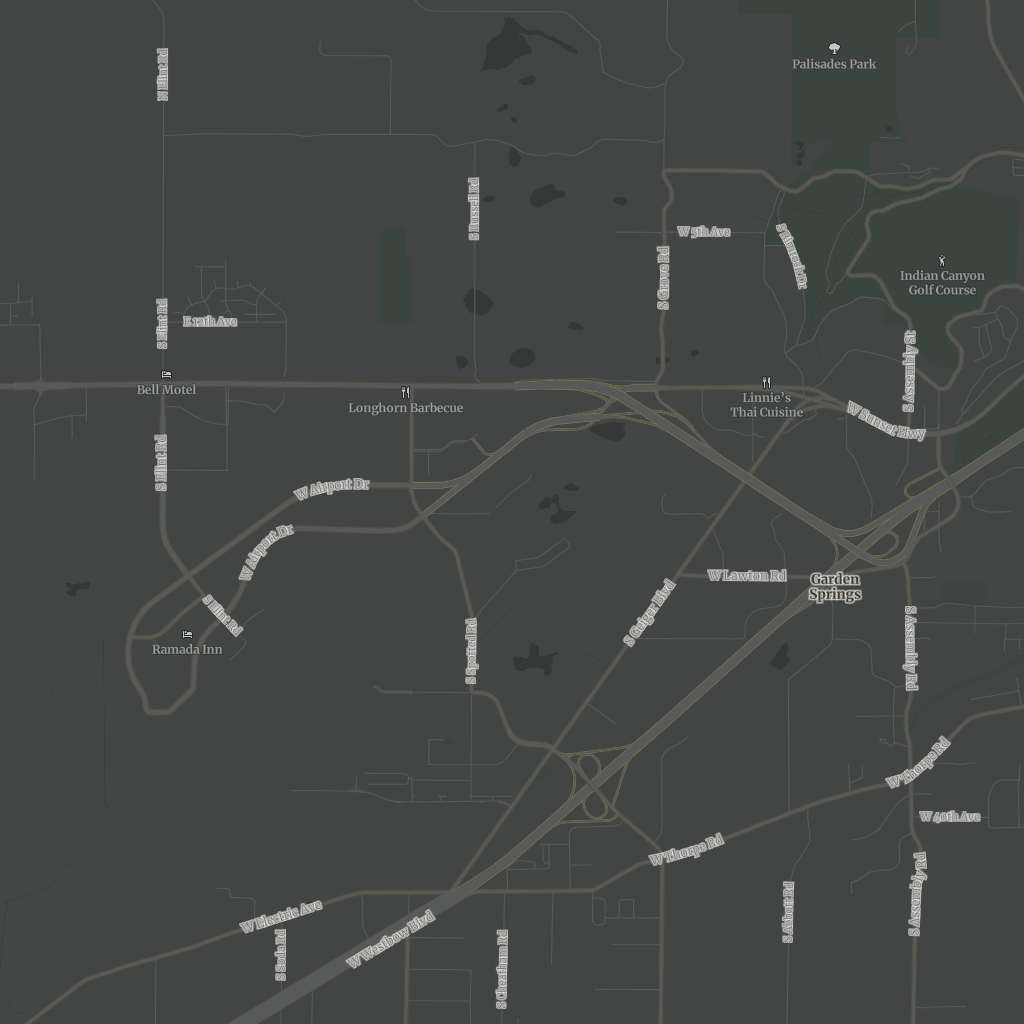 N Flint Rd
Palisades Park
S Russell Rd
W 5th Ave
S Rimrock Dr
S Grove Rd
Indian Canyon
Golf Course
S Flint Rd
E 12th Ave
S Assembly St
Bell Motel
Longhorn Barbecue
Linnie's
Thai Cuisine
W Sunset Hwy
S Flint Rd
W Airport Dr
W Airport Dr
W Lawton Rd
Garden
Springs
S Flint Rd
S Geiger Blvd
Ramada Inn
S Spotted Rd
S Assembly Rd
W Thorpe Rd
W 40th Ave
W Thorpe Rd
W Electric Ave
S Abbott Rd
S Assembly Rd
W Westbow Blvd
S Soda Rd
S Cheatham Rd